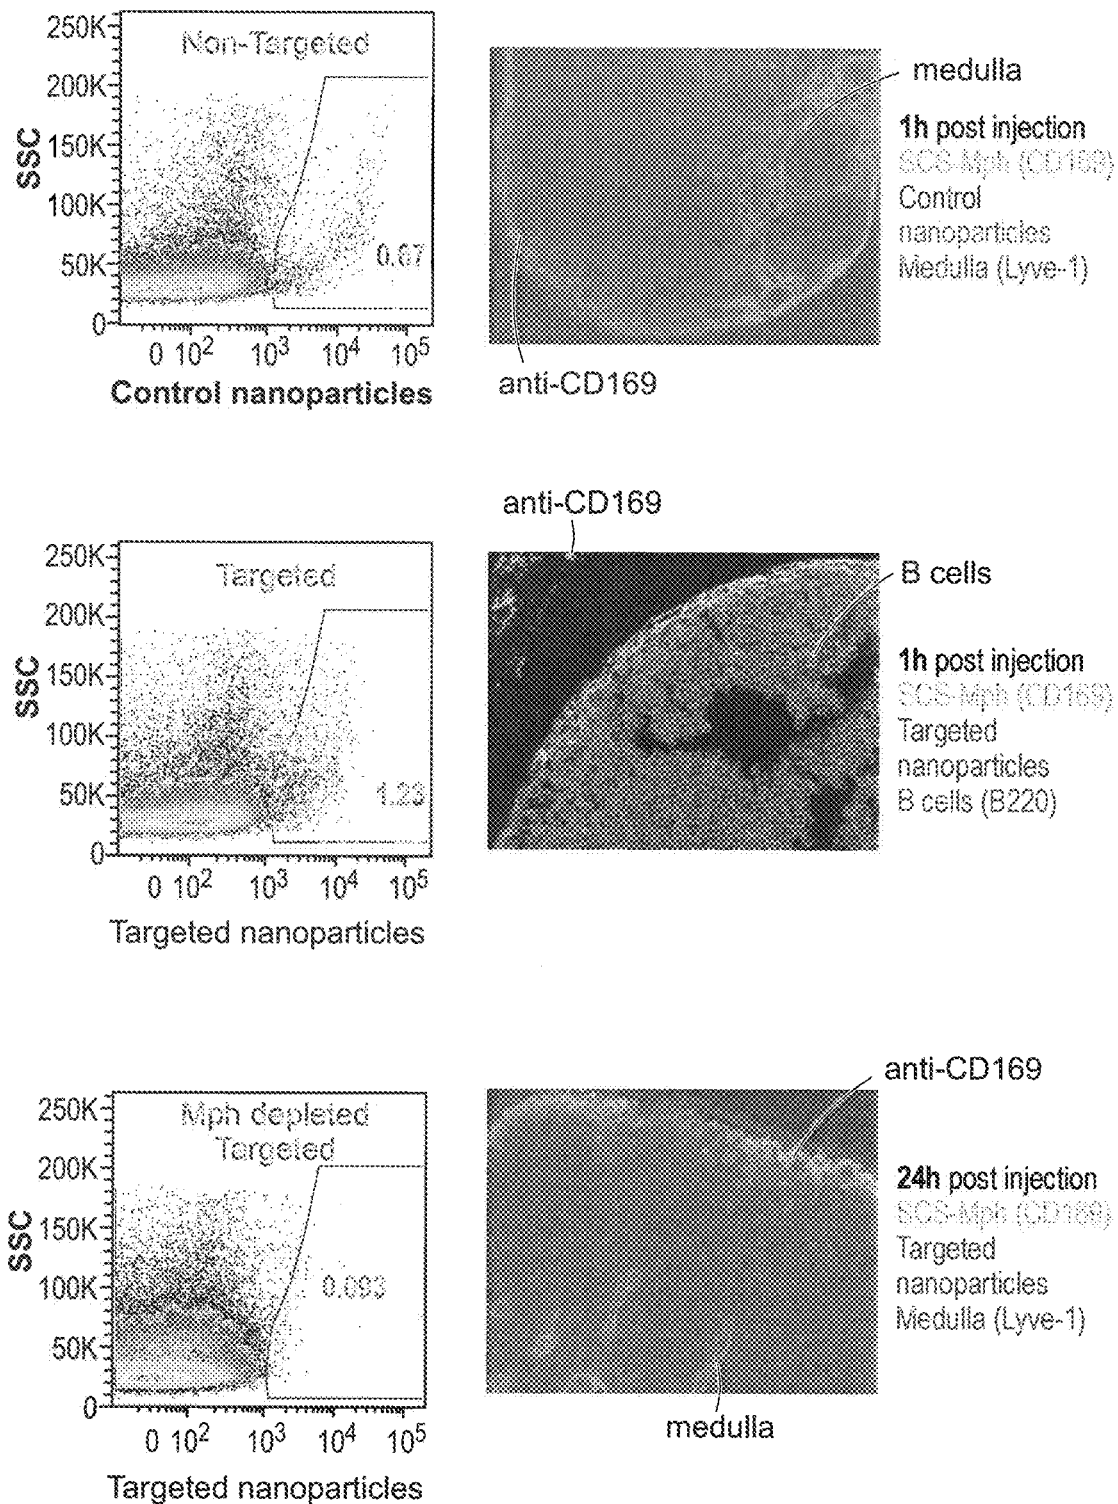 250K
Non-Targeted
200K
150K
100K
50K
0
SSC
0.67
0 10² 10³ 10⁴ 10⁵
Control nanoparticles
medulla
anti-CD169
1h post injection
SCS-Mph (CD169)
Control
nanoparticles
Medulla (Lyve-1)
250K
Targeted
200K
150K
100K
50K
0
SSC
1.23
0 10² 10³ 10⁴ 10⁵
Targeted nanoparticles
anti-CD169
B cells
1h post injection
SCS-Mph (CD169)
Targeted
nanoparticles
B cells (B220)
250K
Mph depleted
Targeted
200K
150K
100K
50K
0
SSC
0.093
0 10² 10³ 10⁴ 10⁵
Targeted nanoparticles
anti-CD169
medulla
24h post injection
SCS-Mph (CD169)
Targeted
nanoparticles
Medulla (Lyve-1)